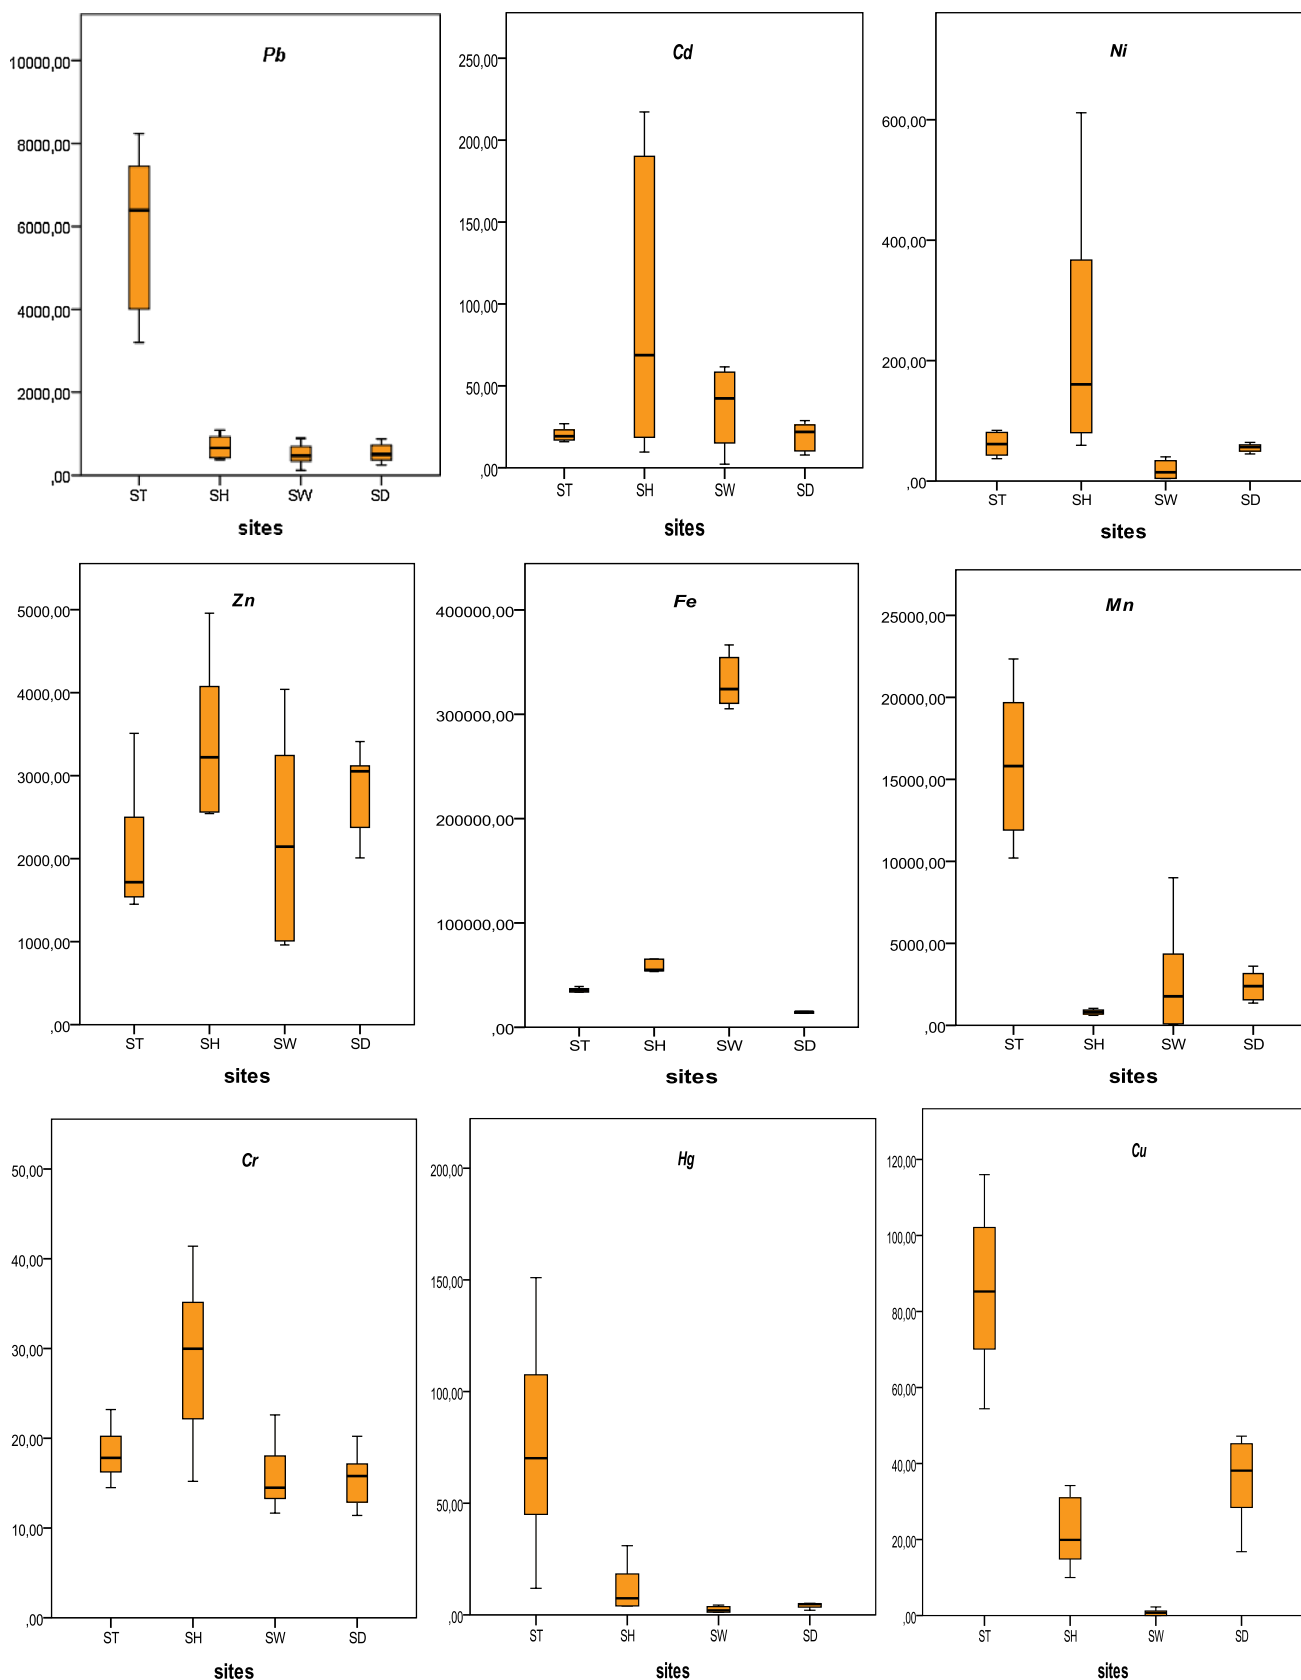 Pb
10000,00
8000,00
6000,00
4000,00
2000,00
,00
ST SH SW SD
sites
Cd
250,00
200,00
150,00
100,00
50,00
,00
ST SH SW SD
sites
Ni
600,00
400,00
200,00
,00
ST SH SW SD
sites
Zn
5000,00
4000,00
3000,00
2000,00
1000,00
,00
ST SH SW SD
sites
Fe
400000,00
300000,00
200000,00
100000,00
,00
ST SH SW SD
sites
Mn
25000,00
20000,00
15000,00
10000,00
5000,00
,00
ST SH SW SD
sites
Cr
50,00
40,00
30,00
20,00
10,00
,00
ST SH SW SD
sites
Hg
200,00
150,00
100,00
50,00
,00
ST SH SW SD
sites
Cu
120,00
100,00
80,00
60,00
40,00
20,00
,00
ST SH SW SD
sites